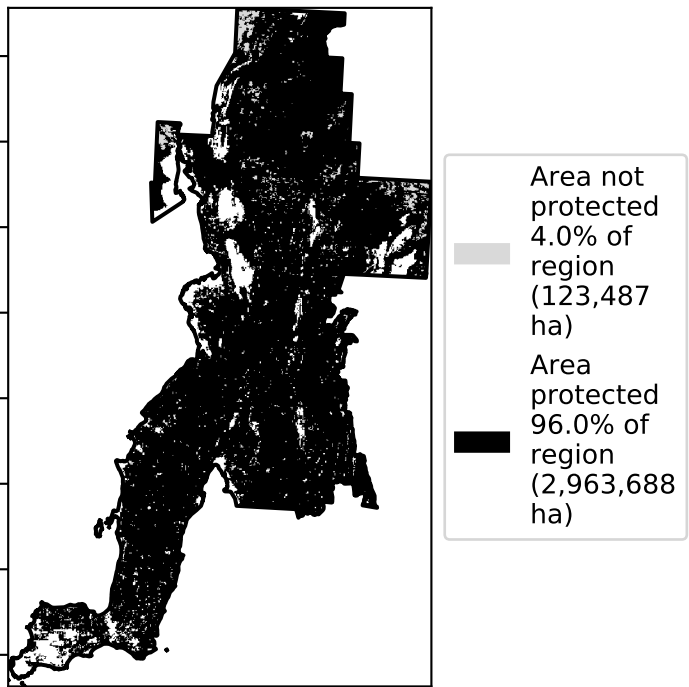 Area not
protected
4.0% of
region
(123,487
ha)
Area
protected
96.0% of
region
(2,963,688
ha)